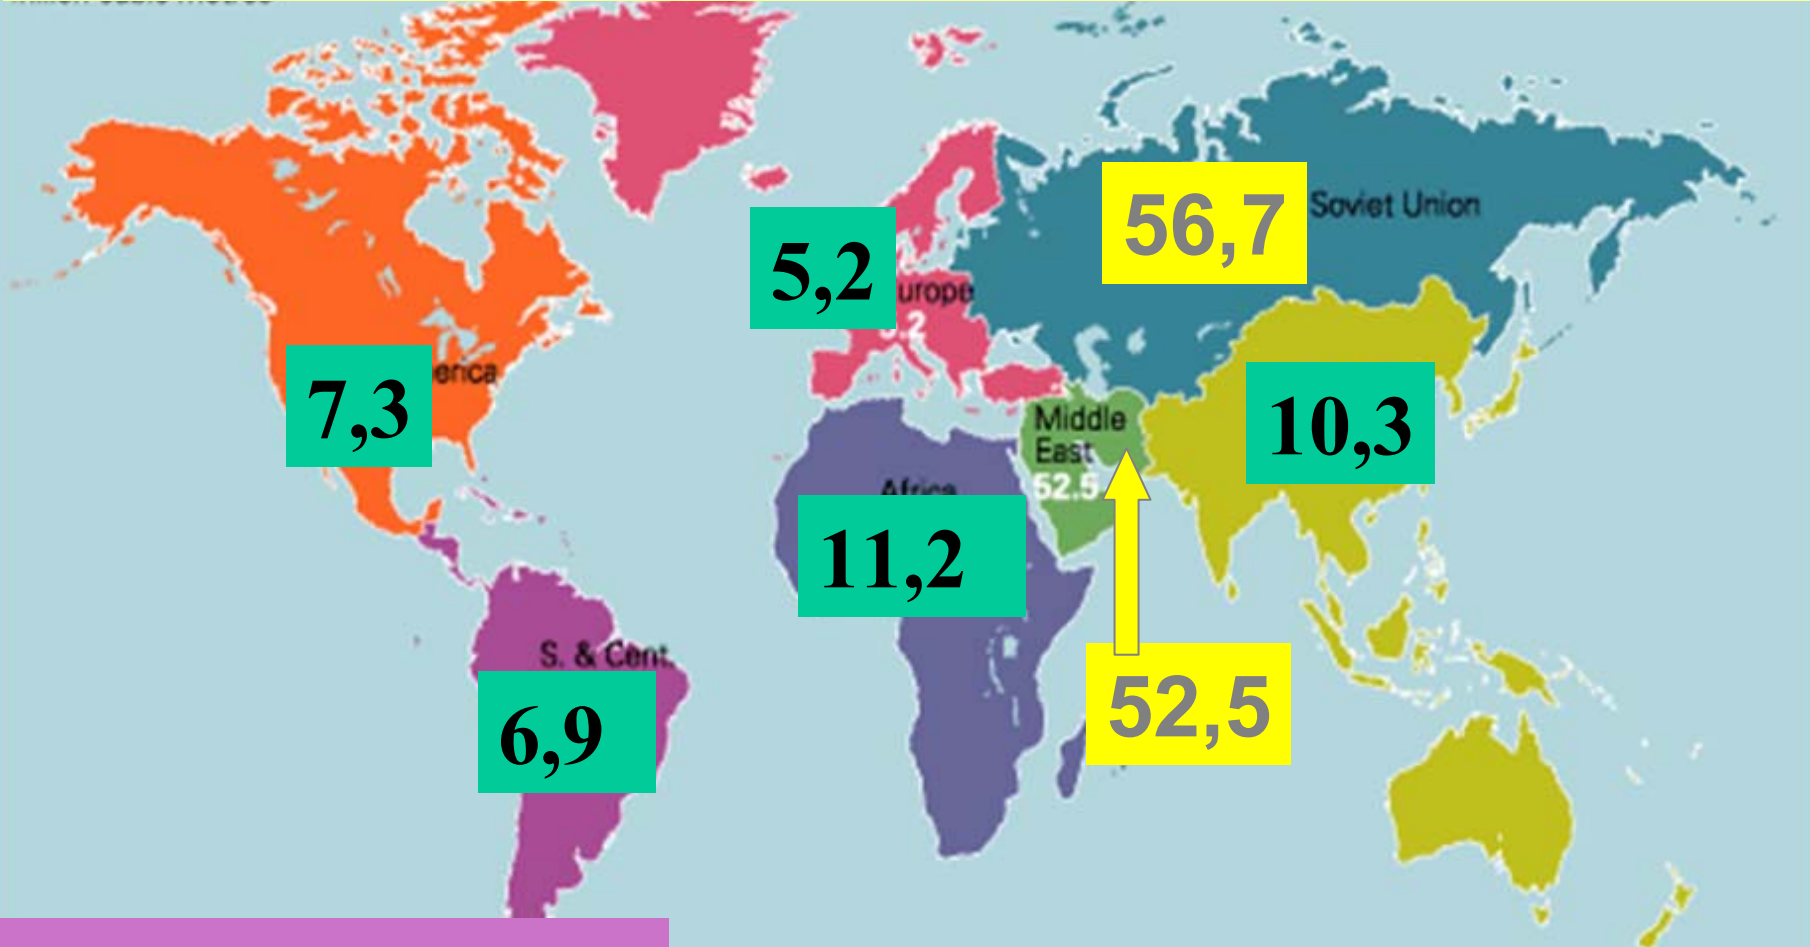 56,7
Soviet Union
5,2
urope
.2
7,3
erica
10,3
Middle
East
52.5
Africa
11,2
S. & Cent.
52,5
6,9